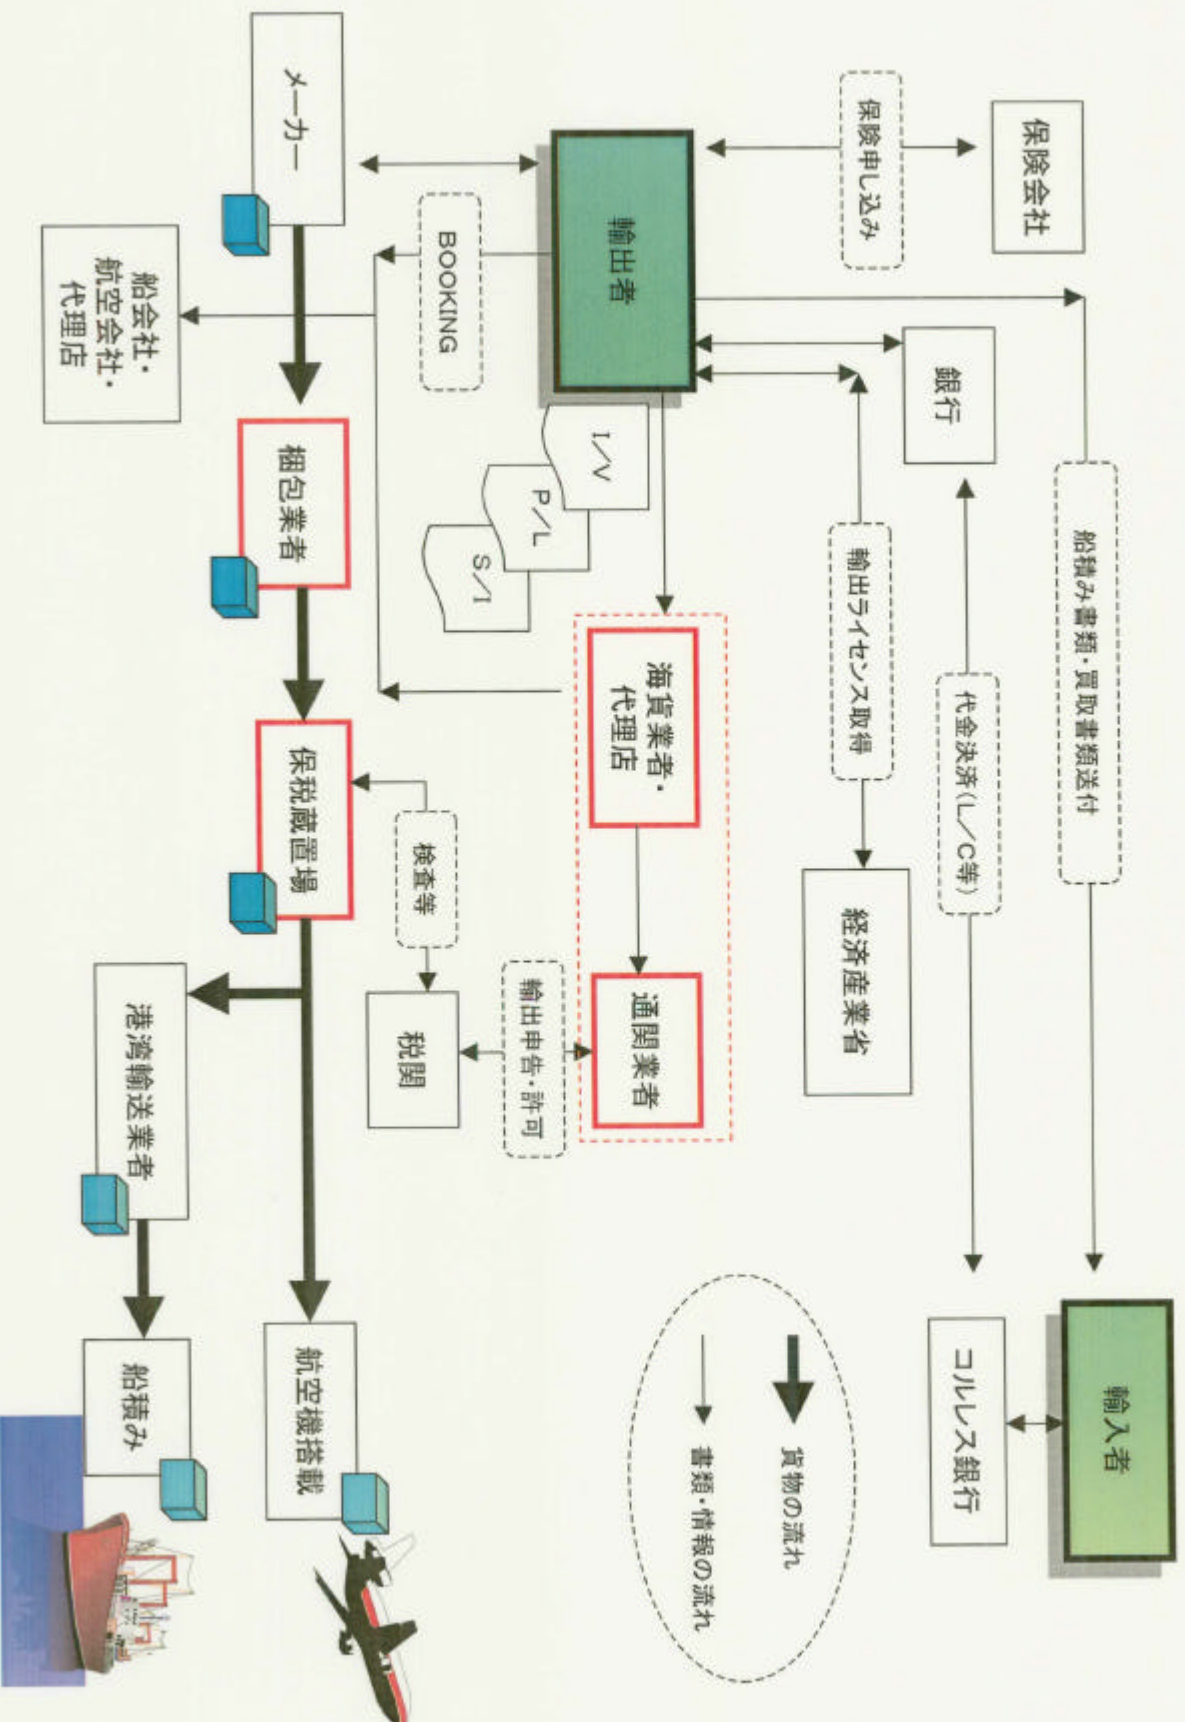 保険会社
保険申し込み
船積み書類・買取書類送付
輸入者
銀行
代金決済（L／C等）
コルレス銀行
輸出者
輸出ライセンス取得
経済産業省
I／V
P／L
S／I
海貨業者・
代理店
通関業者
貨物の流れ
書類・情報の流れ
BOOKING
輸出申告・許可
検査等
税関
メーカー
梱包業者
保税蔵置場
航空機搭載
船会社・
航空会社・
代理店
港湾輸送業者
船積み